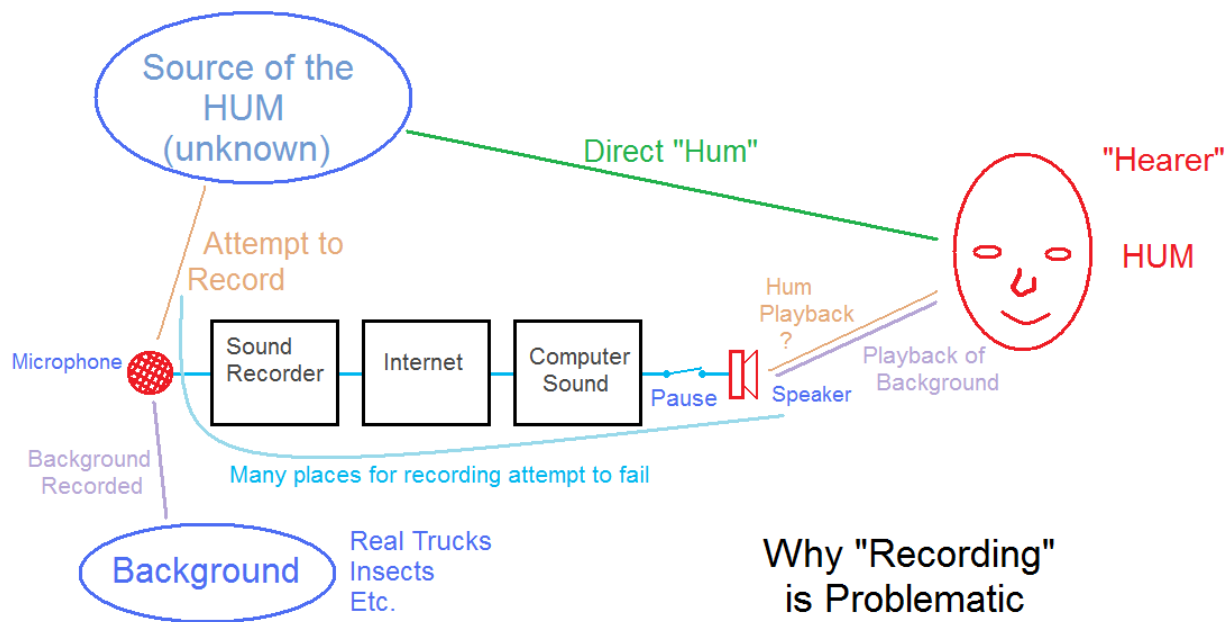 Source of the
HUM
(unknown)
Direct "Hum"
"Hearer"
HUM
Attempt to
Record
Hum
Playback
?
Playback of
Background
Microphone
Sound
Recorder
Internet
Computer
Sound
Pause
Speaker
Background
Recorded
Many places for recording attempt to fail
Background
Real Trucks
Insects
Etc.
Why "Recording"
is Problematic